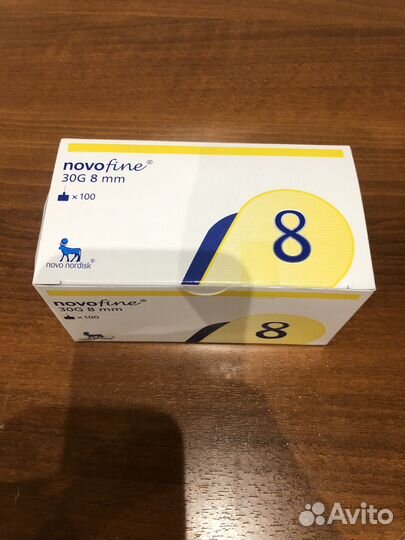 novofine®
30G 8 mm
× 100
8
novo nordisk®
novofine®
30G 8 mm
× 100
8
Avito